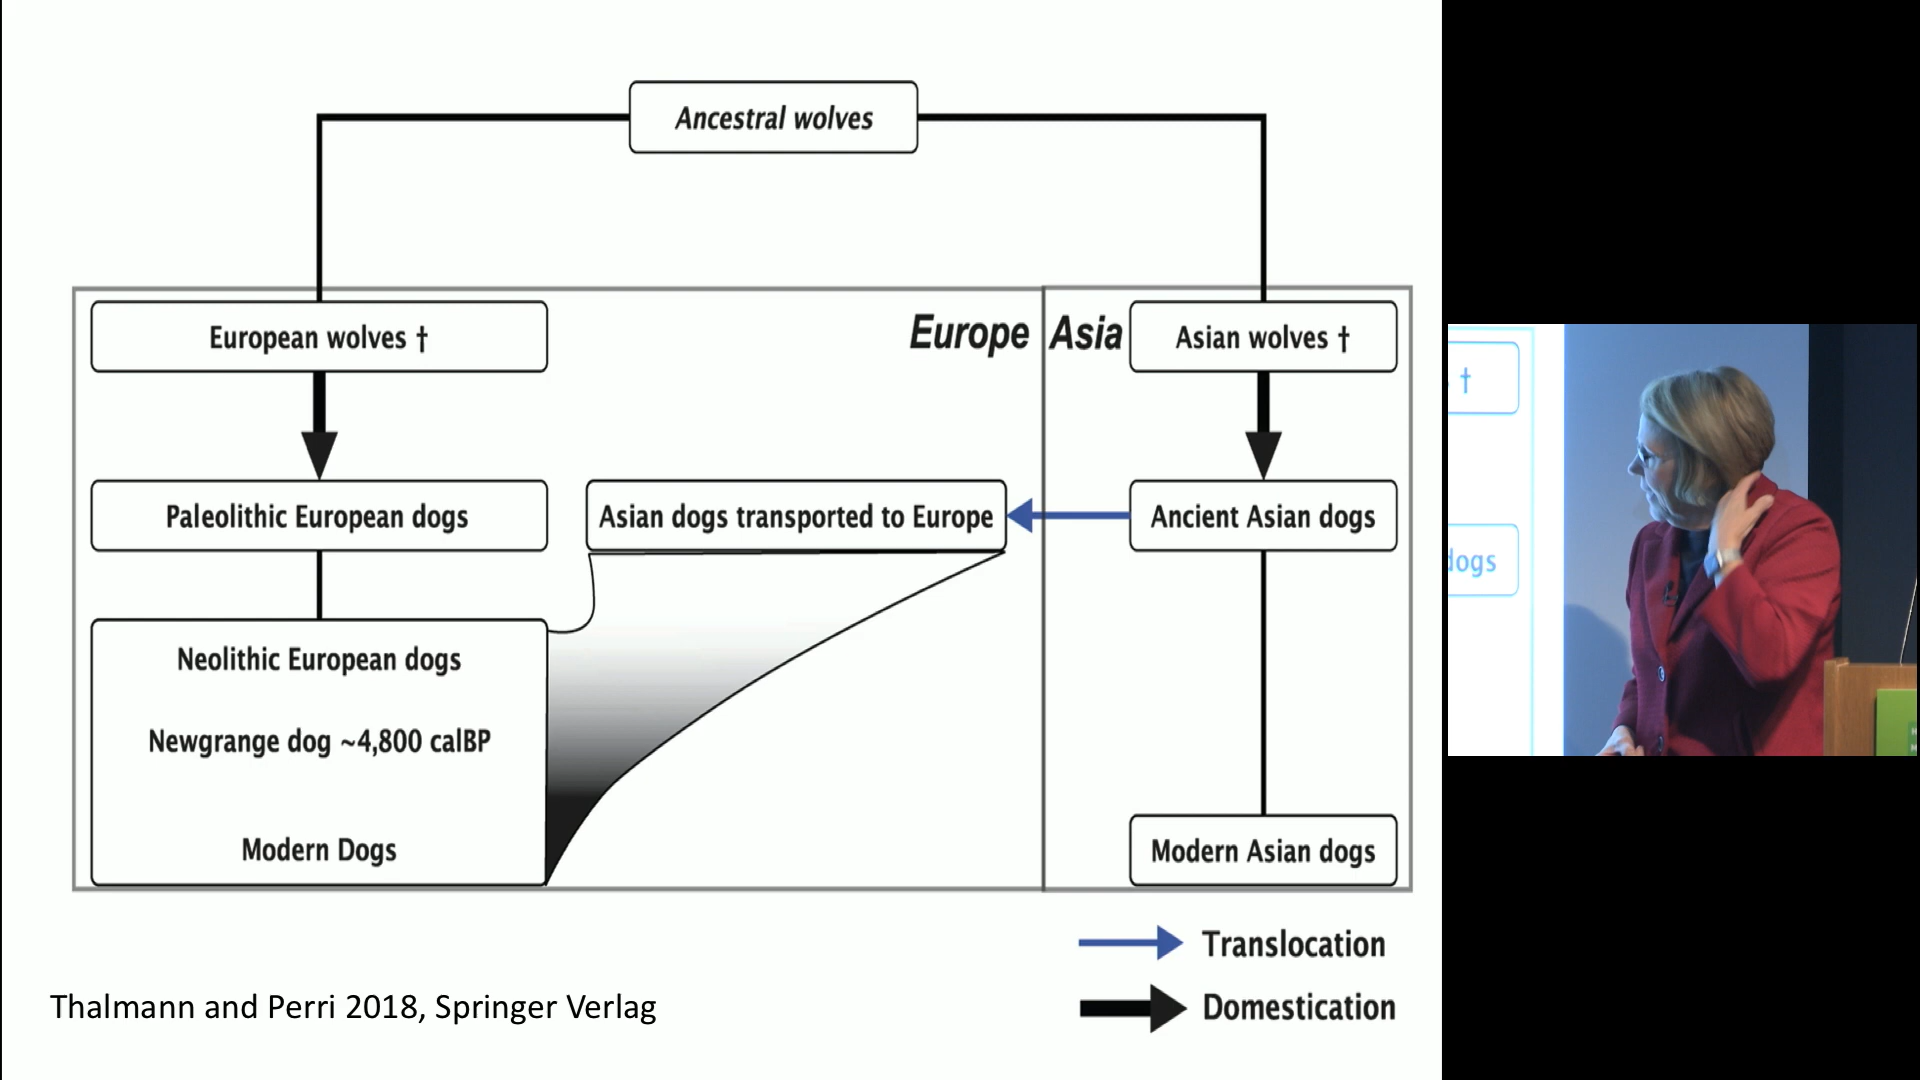 Ancestral wolves
European wolves †
Europe
Asia
Asian wolves †
Paleolithic European dogs
Asian dogs transported to Europe
Ancient Asian dogs
Neolithic European dogs
Newgrange dog ~4,800 calBP
Modern Dogs
Modern Asian dogs
Translocation
Domestication
Thalmann and Perri 2018, Springer Verlag
†
dogs